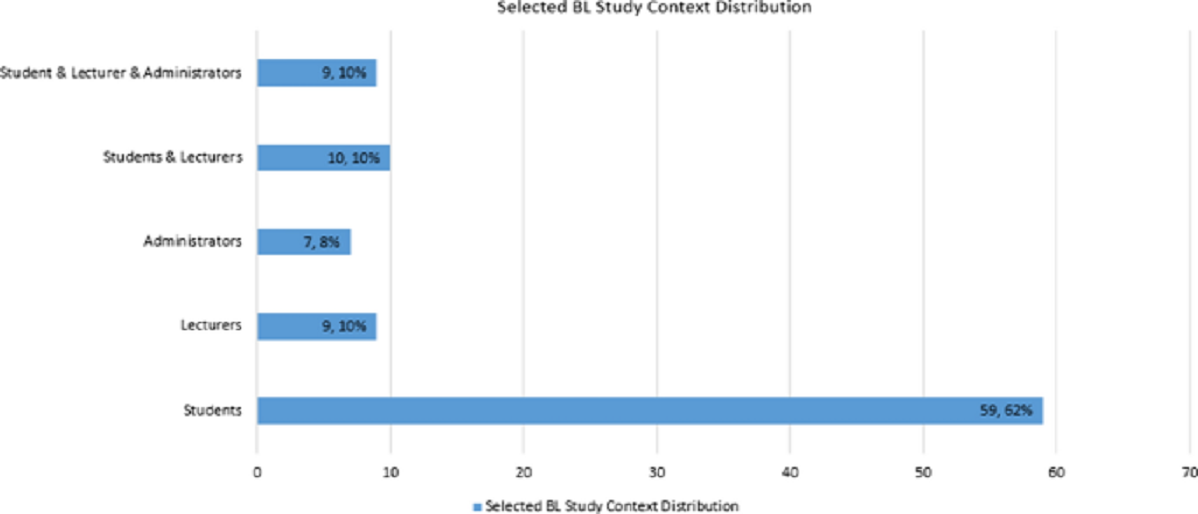 Selected BL Study Context Distribution
Student & Lecturer & Administrators
9, 10%
Students & Lecturers
10, 10%
Administrators
7, 8%
Lecturers
9, 10%
Students
59, 62%
0 10 20 30 40 50 60 70
Selected BL Study Context Distribution